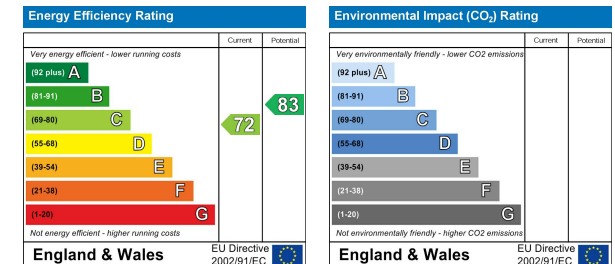 Energy Efficiency Rating
Current Potential
Very energy efficient - lower running costs
(92 plus) A
(81-91) B
(69-80) C
(55-68) D
(39-54) E
(21-38) F
(1-20) G
72
83
Not energy efficient - higher running costs
England & Wales
EU Directive
2002/91/EC
Environmental Impact (CO2) Rating
Current Potential
Very environmentally friendly - lower CO2 emissions
(92 plus) A
(81-91) B
(69-80) C
(55-68) D
(39-54) E
(21-38) F
(1-20) G
Not environmentally friendly - higher CO2 emissions
England & Wales
EU Directive
2002/91/EC